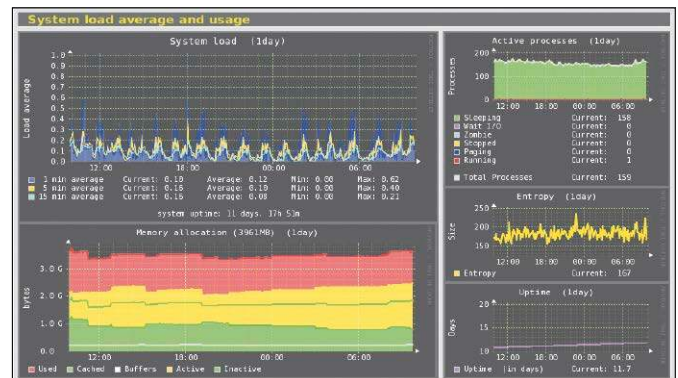 System load average and usage
System load (1day)
Load average
1.0
0.9
0.8
0.7
0.6
0.5
0.4
0.3
0.2
0.1
0.0
12:00 18:00 00:00 06:00
1 min average Current: 0.18 Average: 0.12 Min: 0.00 Max: 0.62
5 min average Current: 0.16 Average: 0.10 Min: 0.00 Max: 0.40
15 min average Current: 0.16 Average: 0.08 Min: 0.00 Max: 0.21
system uptime: 11 days, 17h 51m
Memory allocation (3961MB) (1day)
bytes
3.0 G
2.0 G
1.0 G
0.0
12:00 18:00 00:00 06:00
Used Cached Buffers Active Inactive
Active processes (1day)
Processes
200
100
0
12:00 18:00 00:00 06:00
Sleeping Current: 158
Wait I/O Current: 0
Zombie Current: 0
Stopped Current: 0
Paging Current: 0
Running Current: 1
Total Processes Current: 159
Entropy (1day)
Size
250
200
150
12:00 18:00 00:00 06:00
Entropy Current: 167
Uptime (1day)
Days
20
15
10
12:00 18:00 00:00 06:00
Uptime (in days) Current: 11.7